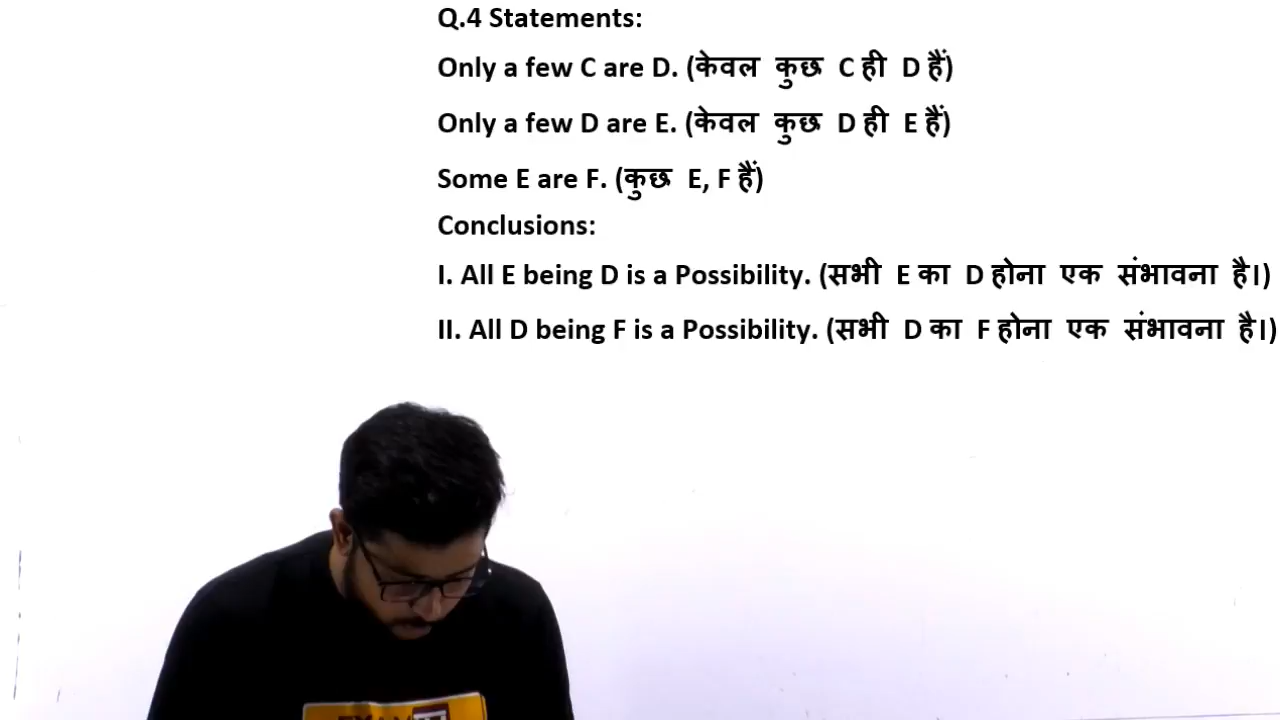 Q.4 Statements:
Only a few C are D. (केवल कुछ C ही D हैं)
Only a few D are E. (केवल कुछ D ही E हैं)
Some E are F. (कुछ E, F हैं)
Conclusions:
I. All E being D is a Possibility. (सभी E का D होना एक संभावना है।)
II. All D being F is a Possibility. (सभी D का F होना एक संभावना है।)